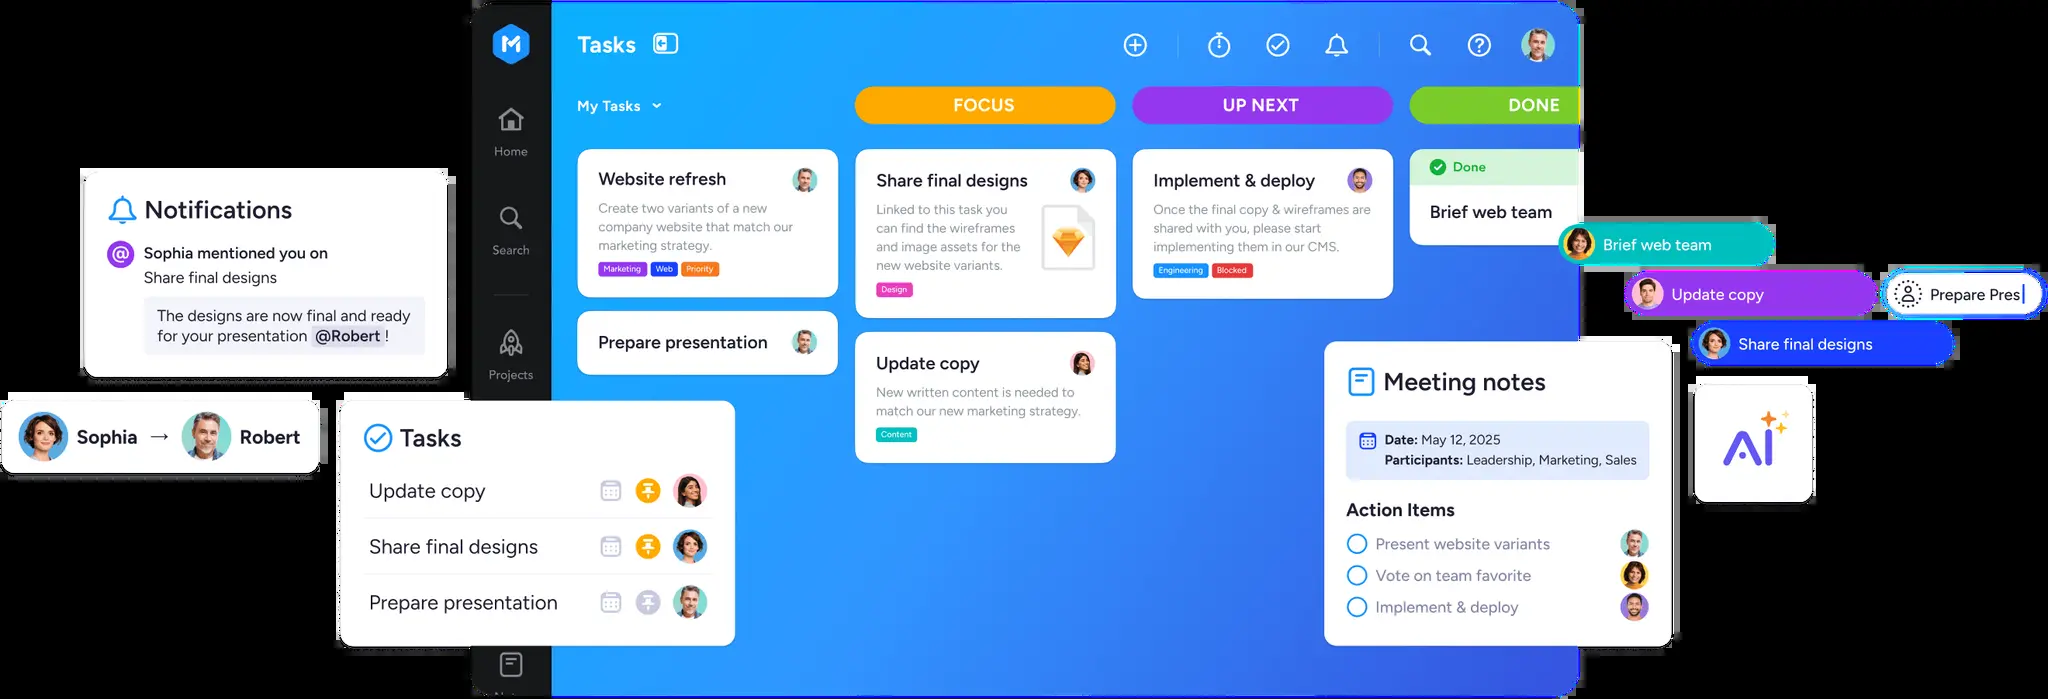 Tasks
My Tasks
FOCUS
UP NEXT
DONE
Home
Search
Projects
Website refresh
Create two variants of a new
company website that match our
marketing strategy.
Marketing Web Priority
Prepare presentation
Share final designs
Linked to this task you
can find the wireframes
and image assets for the
new website variants.
Design
Update copy
New written content is needed to
match our new marketing strategy.
Content
Implement & deploy
Once the final copy & wireframes are
shared with you, please start
implementing them in our CMS.
Engineering Blocked
Done
Brief web team
Notifications
@ Sophia mentioned you on
Share final designs
The designs are now final and ready
for your presentation @Robert !
Sophia → Robert
Tasks
Update copy
Share final designs
Prepare presentation
Brief web team
Update copy
Prepare Pres
Share final designs
Meeting notes
Date: May 12, 2025
Participants: Leadership, Marketing, Sales
Action Items
Present website variants
Vote on team favorite
Implement & deploy
AI